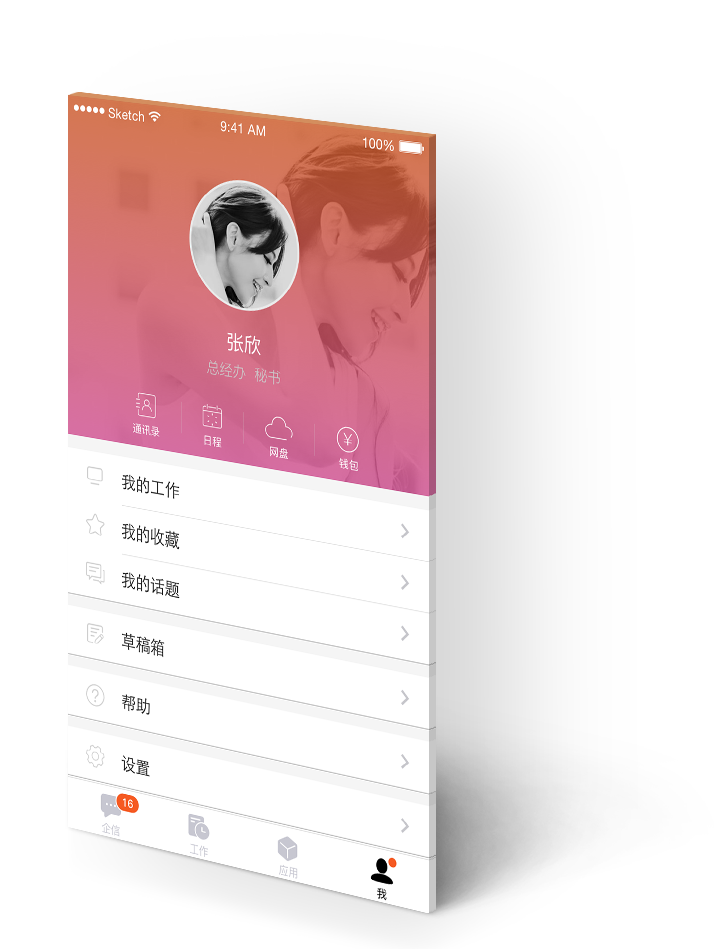 Sketch 9:41 AM 100%
张欣
总经办 秘书
通讯录 日程 网盘 钱包
我的工作
我的收藏
我的话题
草稿箱
帮助
设置
16
企信 工作 应用 我